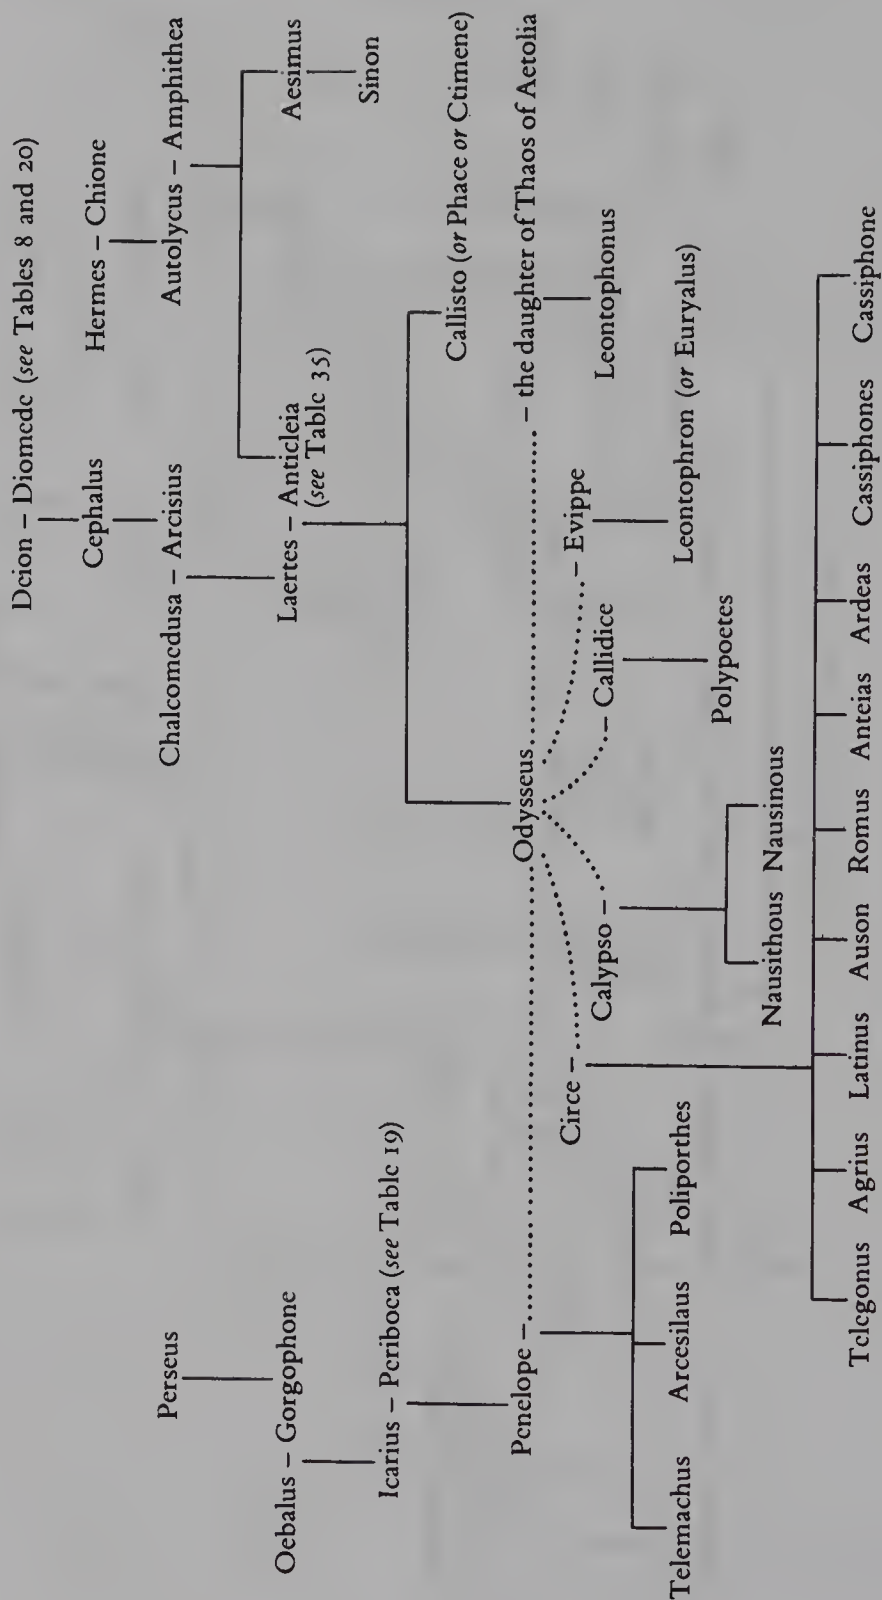 Deion – Diomede (see Tables 8 and 20)
Hermes – Chione
Cephalus
Perseus
Chalcomedusa – Arcisius
Autolycus – Amphithea
Oebalus – Gorgophone
Laertes – Anticleia
(see Table 35)
Aesimus
Icarius – Periboca (see Table 19)
Sinon
Callisto (or Phace or Ctimene)
Penelope –
Odysseus
– the daughter of Thaos of Aetolia
Circe –
Calypso –
– Callidice
– Evippe
Leontophonus
Telemachus
Arcesilaus
Poliporthes
Leontophron (or Euryalus)
Polypoetes
Nausithous
Nausinous
Telegonus
Agrius
Latinus
Auson
Romus
Anteias
Ardeas
Cassiphones
Cassiphone